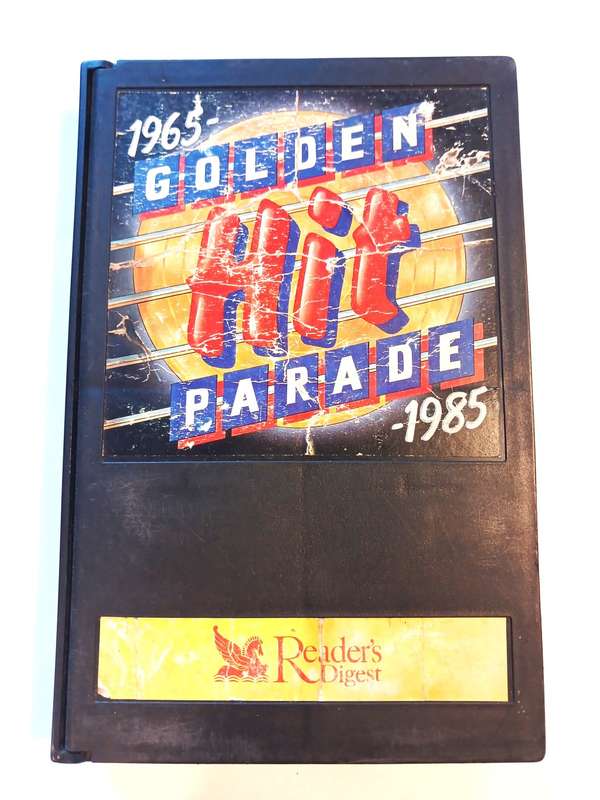 1965-
GOLDEN
Hit
PARADE
-1985
Reader's
Digest